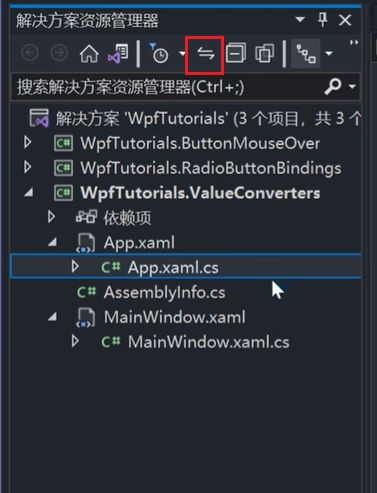 解决方案资源管理器
搜索解决方案资源管理器(Ctrl+;)
解决方案 'WpfTutorials' (3 个项目，共 3 个
C# WpfTutorials.ButtonMouseOver
C# WpfTutorials.RadioButtonBindings
C# WpfTutorials.ValueConverters
依赖项
App.xaml
C# App.xaml.cs
C# AssemblyInfo.cs
MainWindow.xaml
C# MainWindow.xaml.cs